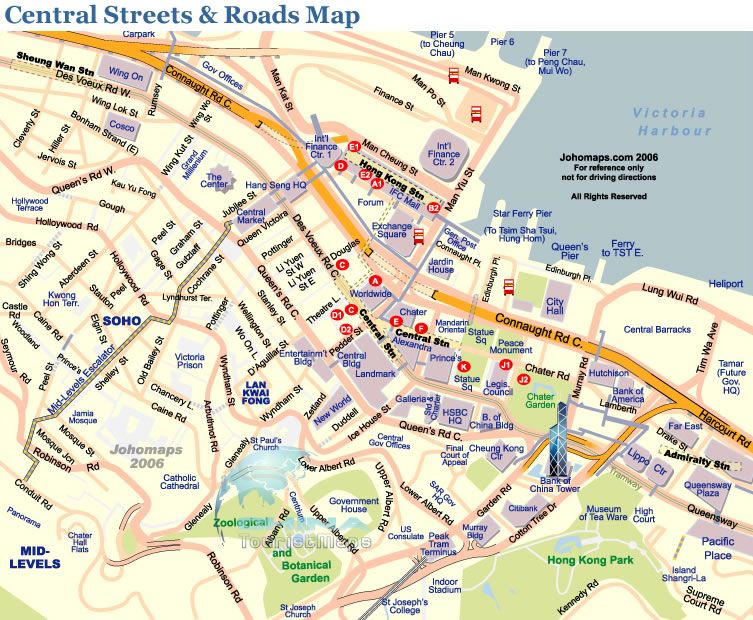 Central Streets & Roads Map
Carpark
Pier 5
(to Cheung
Chau)
Pier 6
Pier 7
(to Peng Chau,
Mui Wo)
Sheung Wan Stn
Wing On
Des Voeux Rd W.
Connaught Rd C.
Gov Offices
Man Kat St
Man Po St
Man Kwong St
Finance St
Rumsey
Wing Wo St
Wing Lok St
Bonham Strand (E)
Cosco
Cleverly St
Hiller St
Jervois St
Wing Kut St
Grand
Millenium
The
Center
Int'l
Finance
Ctr. 1
E1
Man Cheung St
D
Hong Kong Stn
E2
A1
Int'l
Finance
Ctr. 2
Victoria
Harbour
Johomaps.com 2006
For reference only
not for driving directions
All Rights Reserved
Queen's Rd W.
Kau Yu Fong
Gough
Hang Seng HQ
Jubilee St
Central
Market
Queen Victoira
Forum
IFC Mall
B2
Man Yiu St
Hollywood
Terrace
Hollywood Rd
Bridges
Shing Wong St
Aberdeen St
Peel St
Graham St
Gage St
Gutzlaff
Cochrane St
Des Voeux Rd C.
Douglas
Pottinger
Li Yuen
St W
Li Yuen
St E
Exchange
Square
Gen. Post
Office
Connaught Pl.
Jardin
House
Star Ferry Pier
(To Tsim Sha Tsui,
Hung Hom)
Queen's
Pier
Ferry
to TST E.
Edinburgh Pl.
Edinburgh Pl.
Heliport
Lung Wui Rd
Kwong
Hon Terr.
Staunton
Peel
Hollywood Rd
Lyndhurst Ter.
Queen's Rd C.
Stanley St
C
A
Worldwide
City
Hall
Castle
Rd
Woodland
Caine Rd
Elgin St
SOHO
Pottinger
Wellington St
Wo On L.
Theatre L.
D1
C
D2
Central Stn
E
F
Chater
Central Stn
Alexandra
Mandarin
Oriental
Statue
Sq
Peace
Monument
Connaught Rd C.
Central Barracks
Tim Wa Ave
Seymour Rd
Peel St
Prince's
Mid-Levels Escalator
Shelley St
Old Bailey St
Victoria
Prison
D'Aguilar St
Entertainm't
Bldg
Pedder St
Central
Bldg
Landmark
Prince's
K
Statue
Sq
J1
Legis.
Council
J2
Chater Rd
Chater
Garden
Murray Rd
Hutchison
Bank of
America
Lamberth
Tamar
(Future
Gov.
HQ)
Harcourt Rd
Jamia
Mosque
Chancery L.
Caine Rd
Arbuthnot Rd
Wyndham St
LAN
KWAI
FONG
Wyndham St
Zetland
New World
Duddell
Ice House St
Galleria
Std &
Charter
HSBC
HQ
B. of
China Bldg
Queen's Rd C.
Far East
Drake St
Admiralty Stn
Mosque St
Mosque Jcn
Robinson Rd
Johomaps
2006
St Paul's
Church
Glenealy
Central
Gov Offices
Final
Court of
Appeal
Cheung Kong
Ctr
Lippo Ctr
Tramway
Queensway
Plaza
Conduit Rd
Catholic
Cathedral
Lower Albert Rd
Upper Albert Rd
SAR Gov
HQ
Lower Albert Rd
Garden Rd
Bank of
China Tower
Queensway
Panorama
Chater
Hall
Flats
Glenealy
Zoological
and
Botanical
Garden
Albany Rd
Centrium
Government
House
Upper Albert Rd
TouristMaps
US
Consulate
Peak
Tram
Terminus
Murray
Bldg
Citibank
Cotton Tree Dr
Museum
of Tea Ware
High
Court
Pacific
Place
MID-
LEVELS
Robinson Rd
Hong Kong Park
Island
Shangri-La
Indoor
Stadium
St Joseph
Church
St Joseph's
College
Kennedy Rd
Supreme
Court Rd